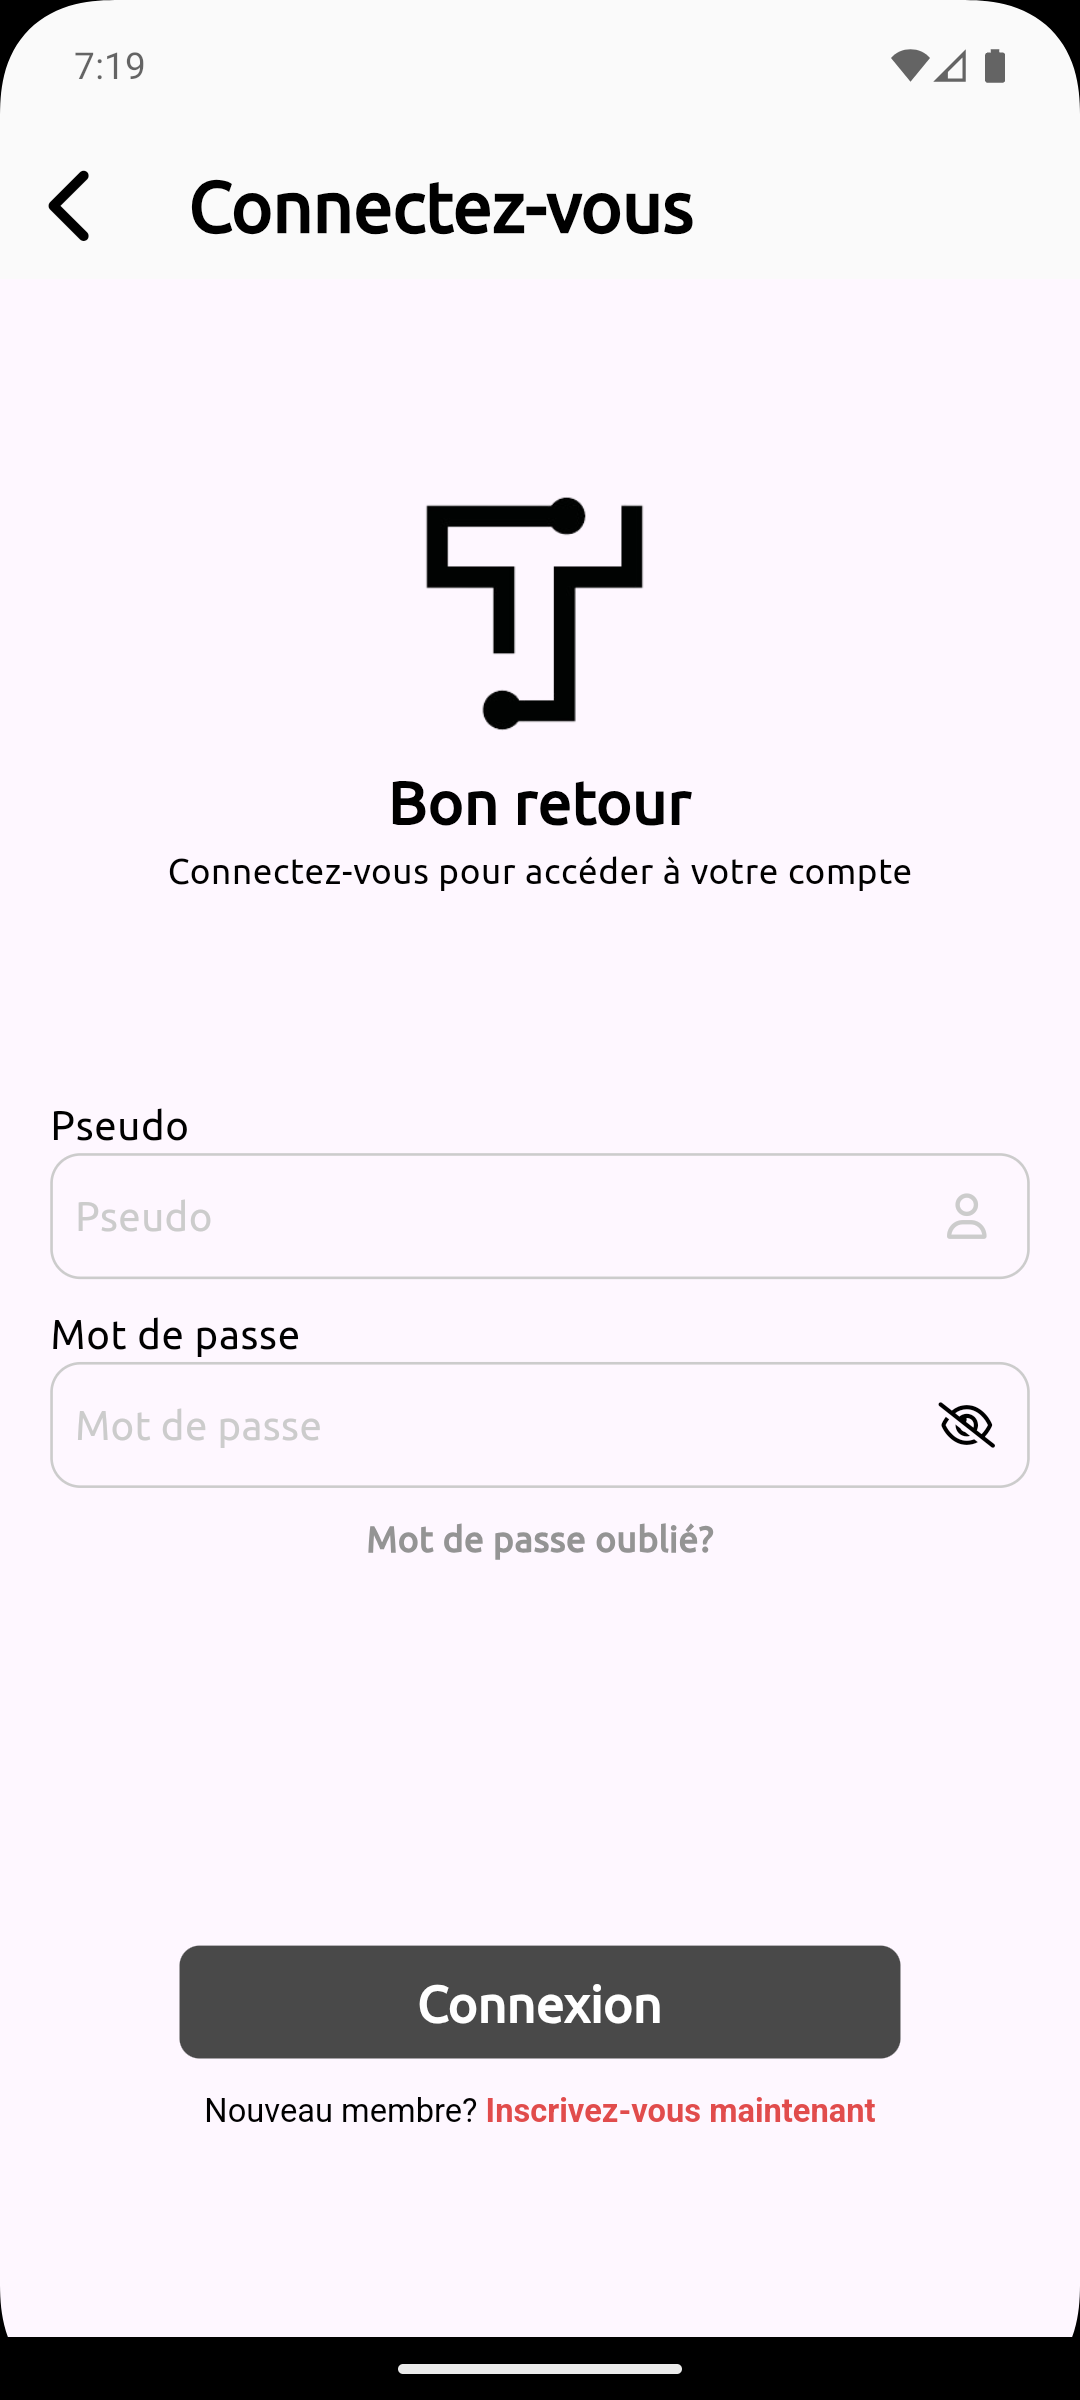 7:19
Connectez-vous
Bon retour
Connectez-vous pour accéder à votre compte
Pseudo
Pseudo
Mot de passe
Mot de passe
Mot de passe oublié?
Connexion
Nouveau membre? Inscrivez-vous maintenant